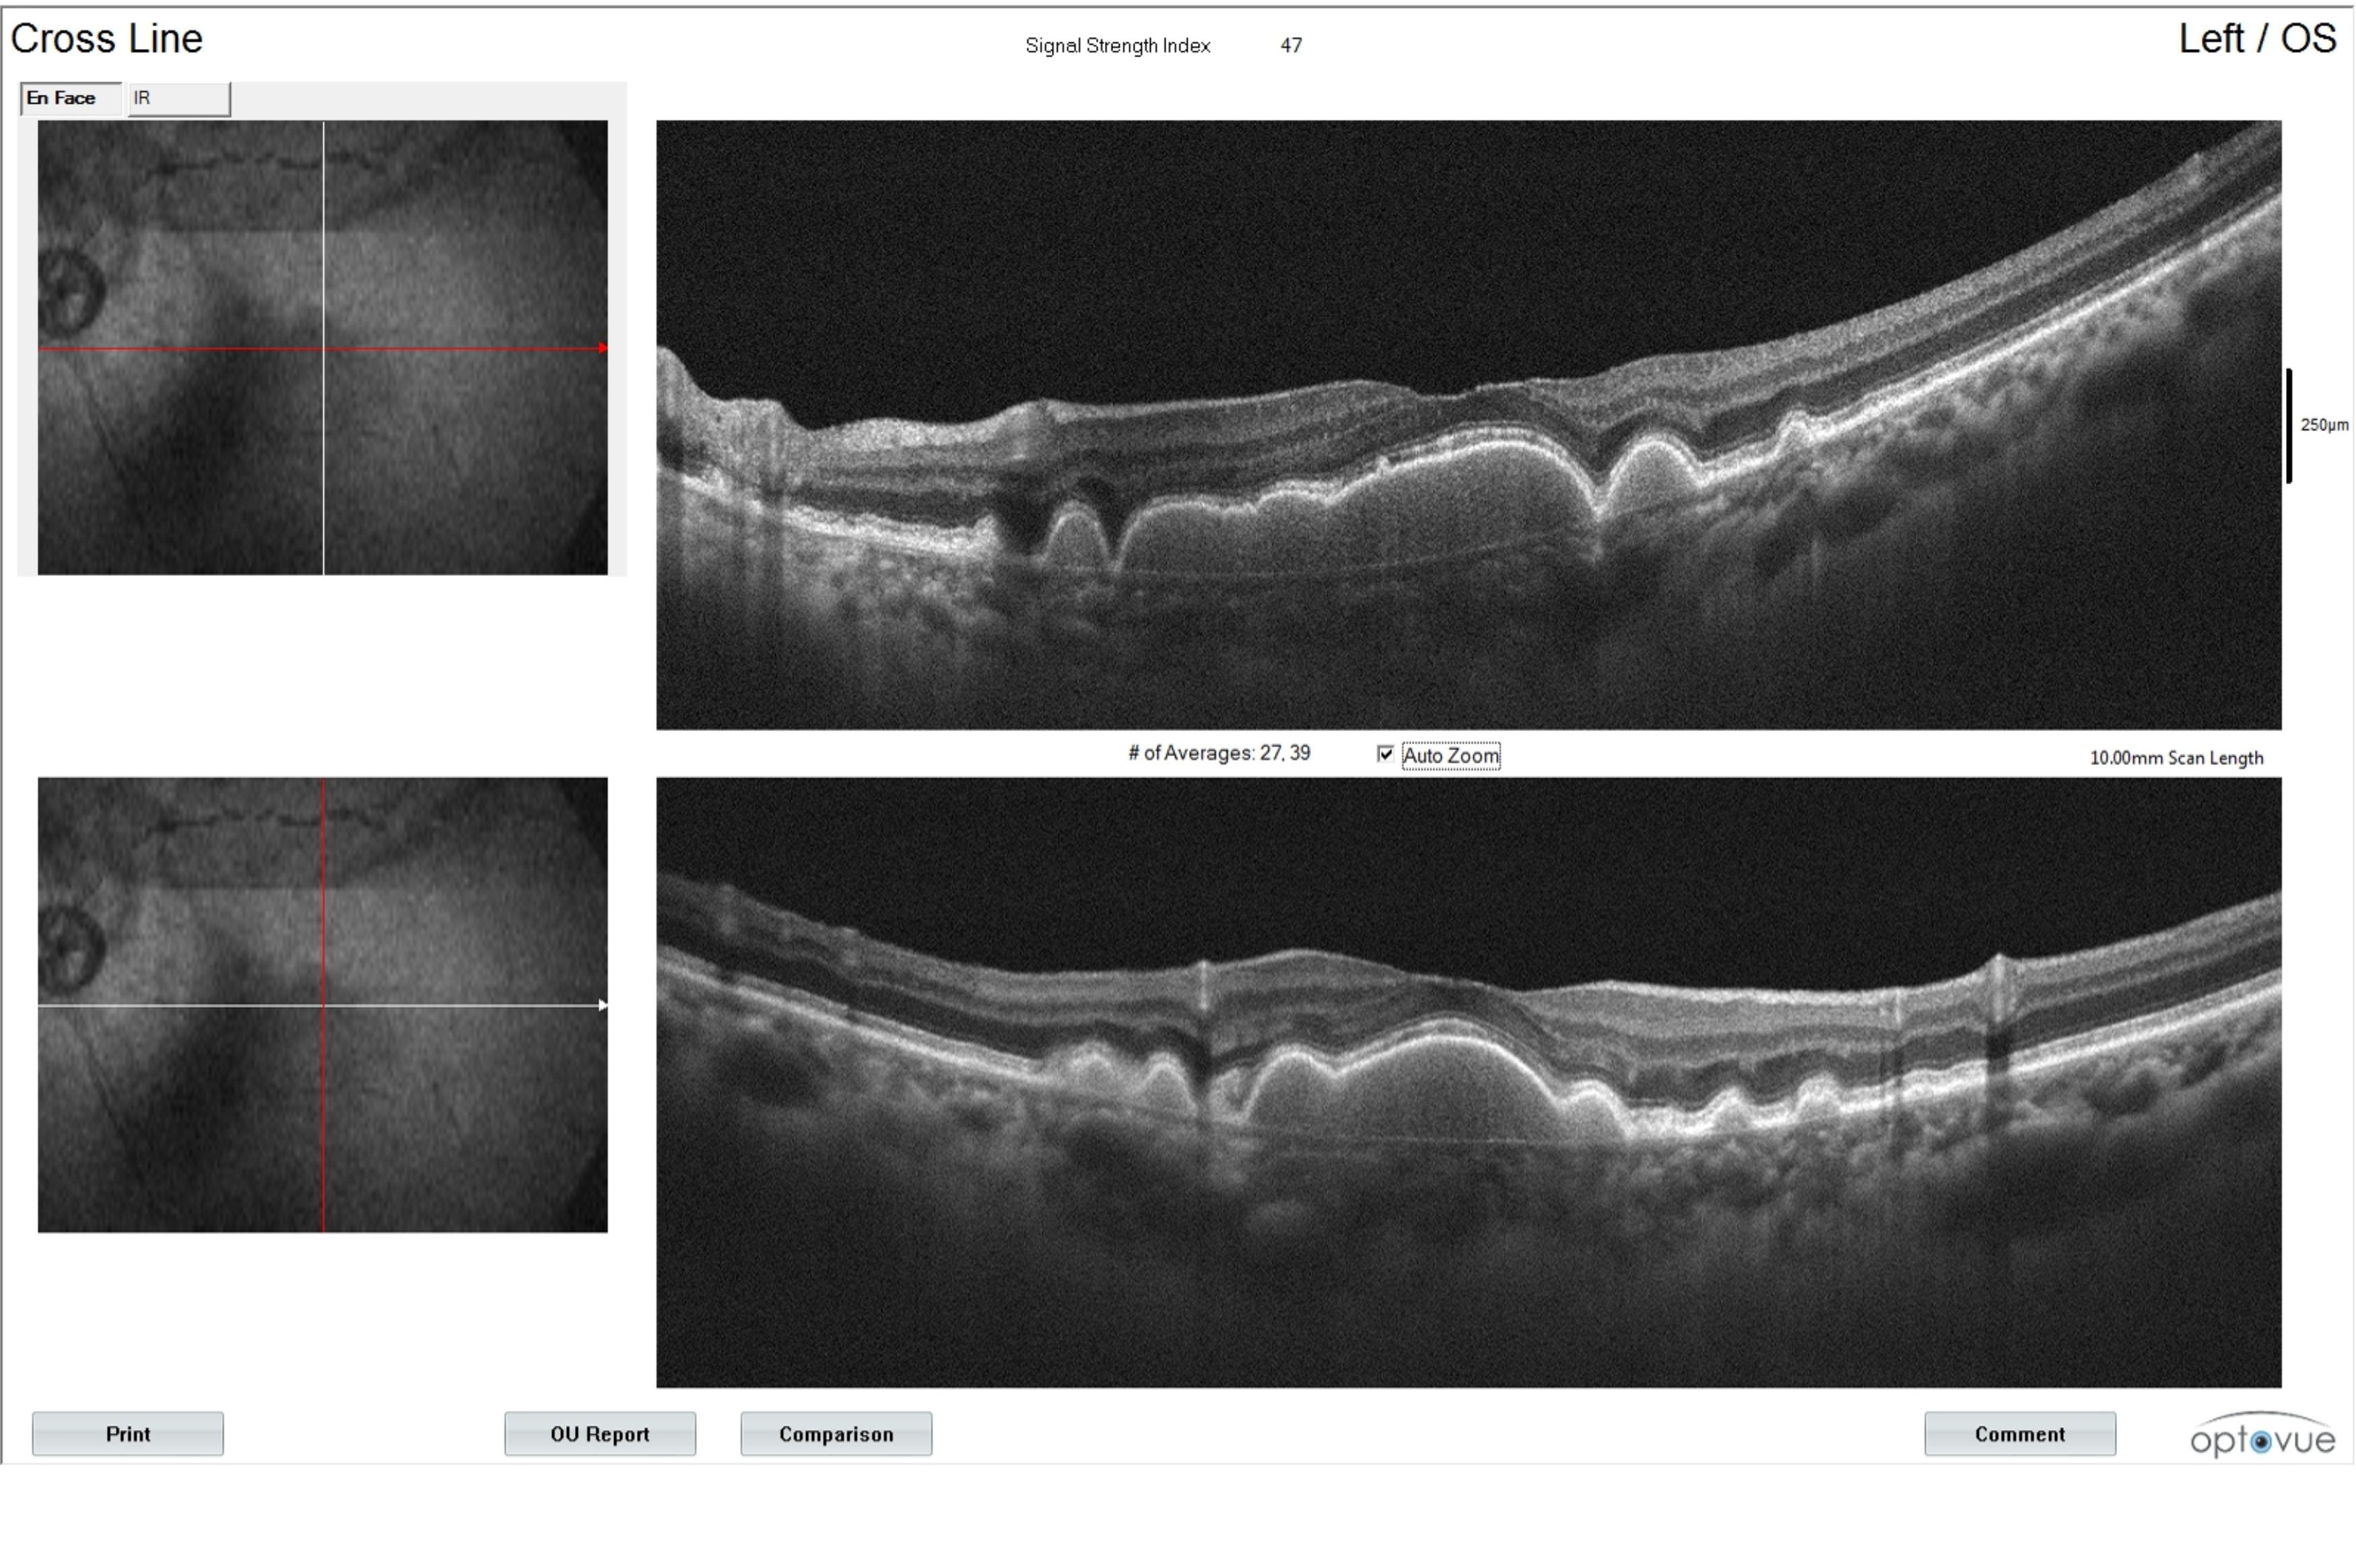 Cross Line
Signal Strength Index 47
Left / OS
En Face IR
250µm
# of Averages: 27, 39
Auto Zoom
10.00mm Scan Length
Print
OU Report
Comparison
Comment
optovue